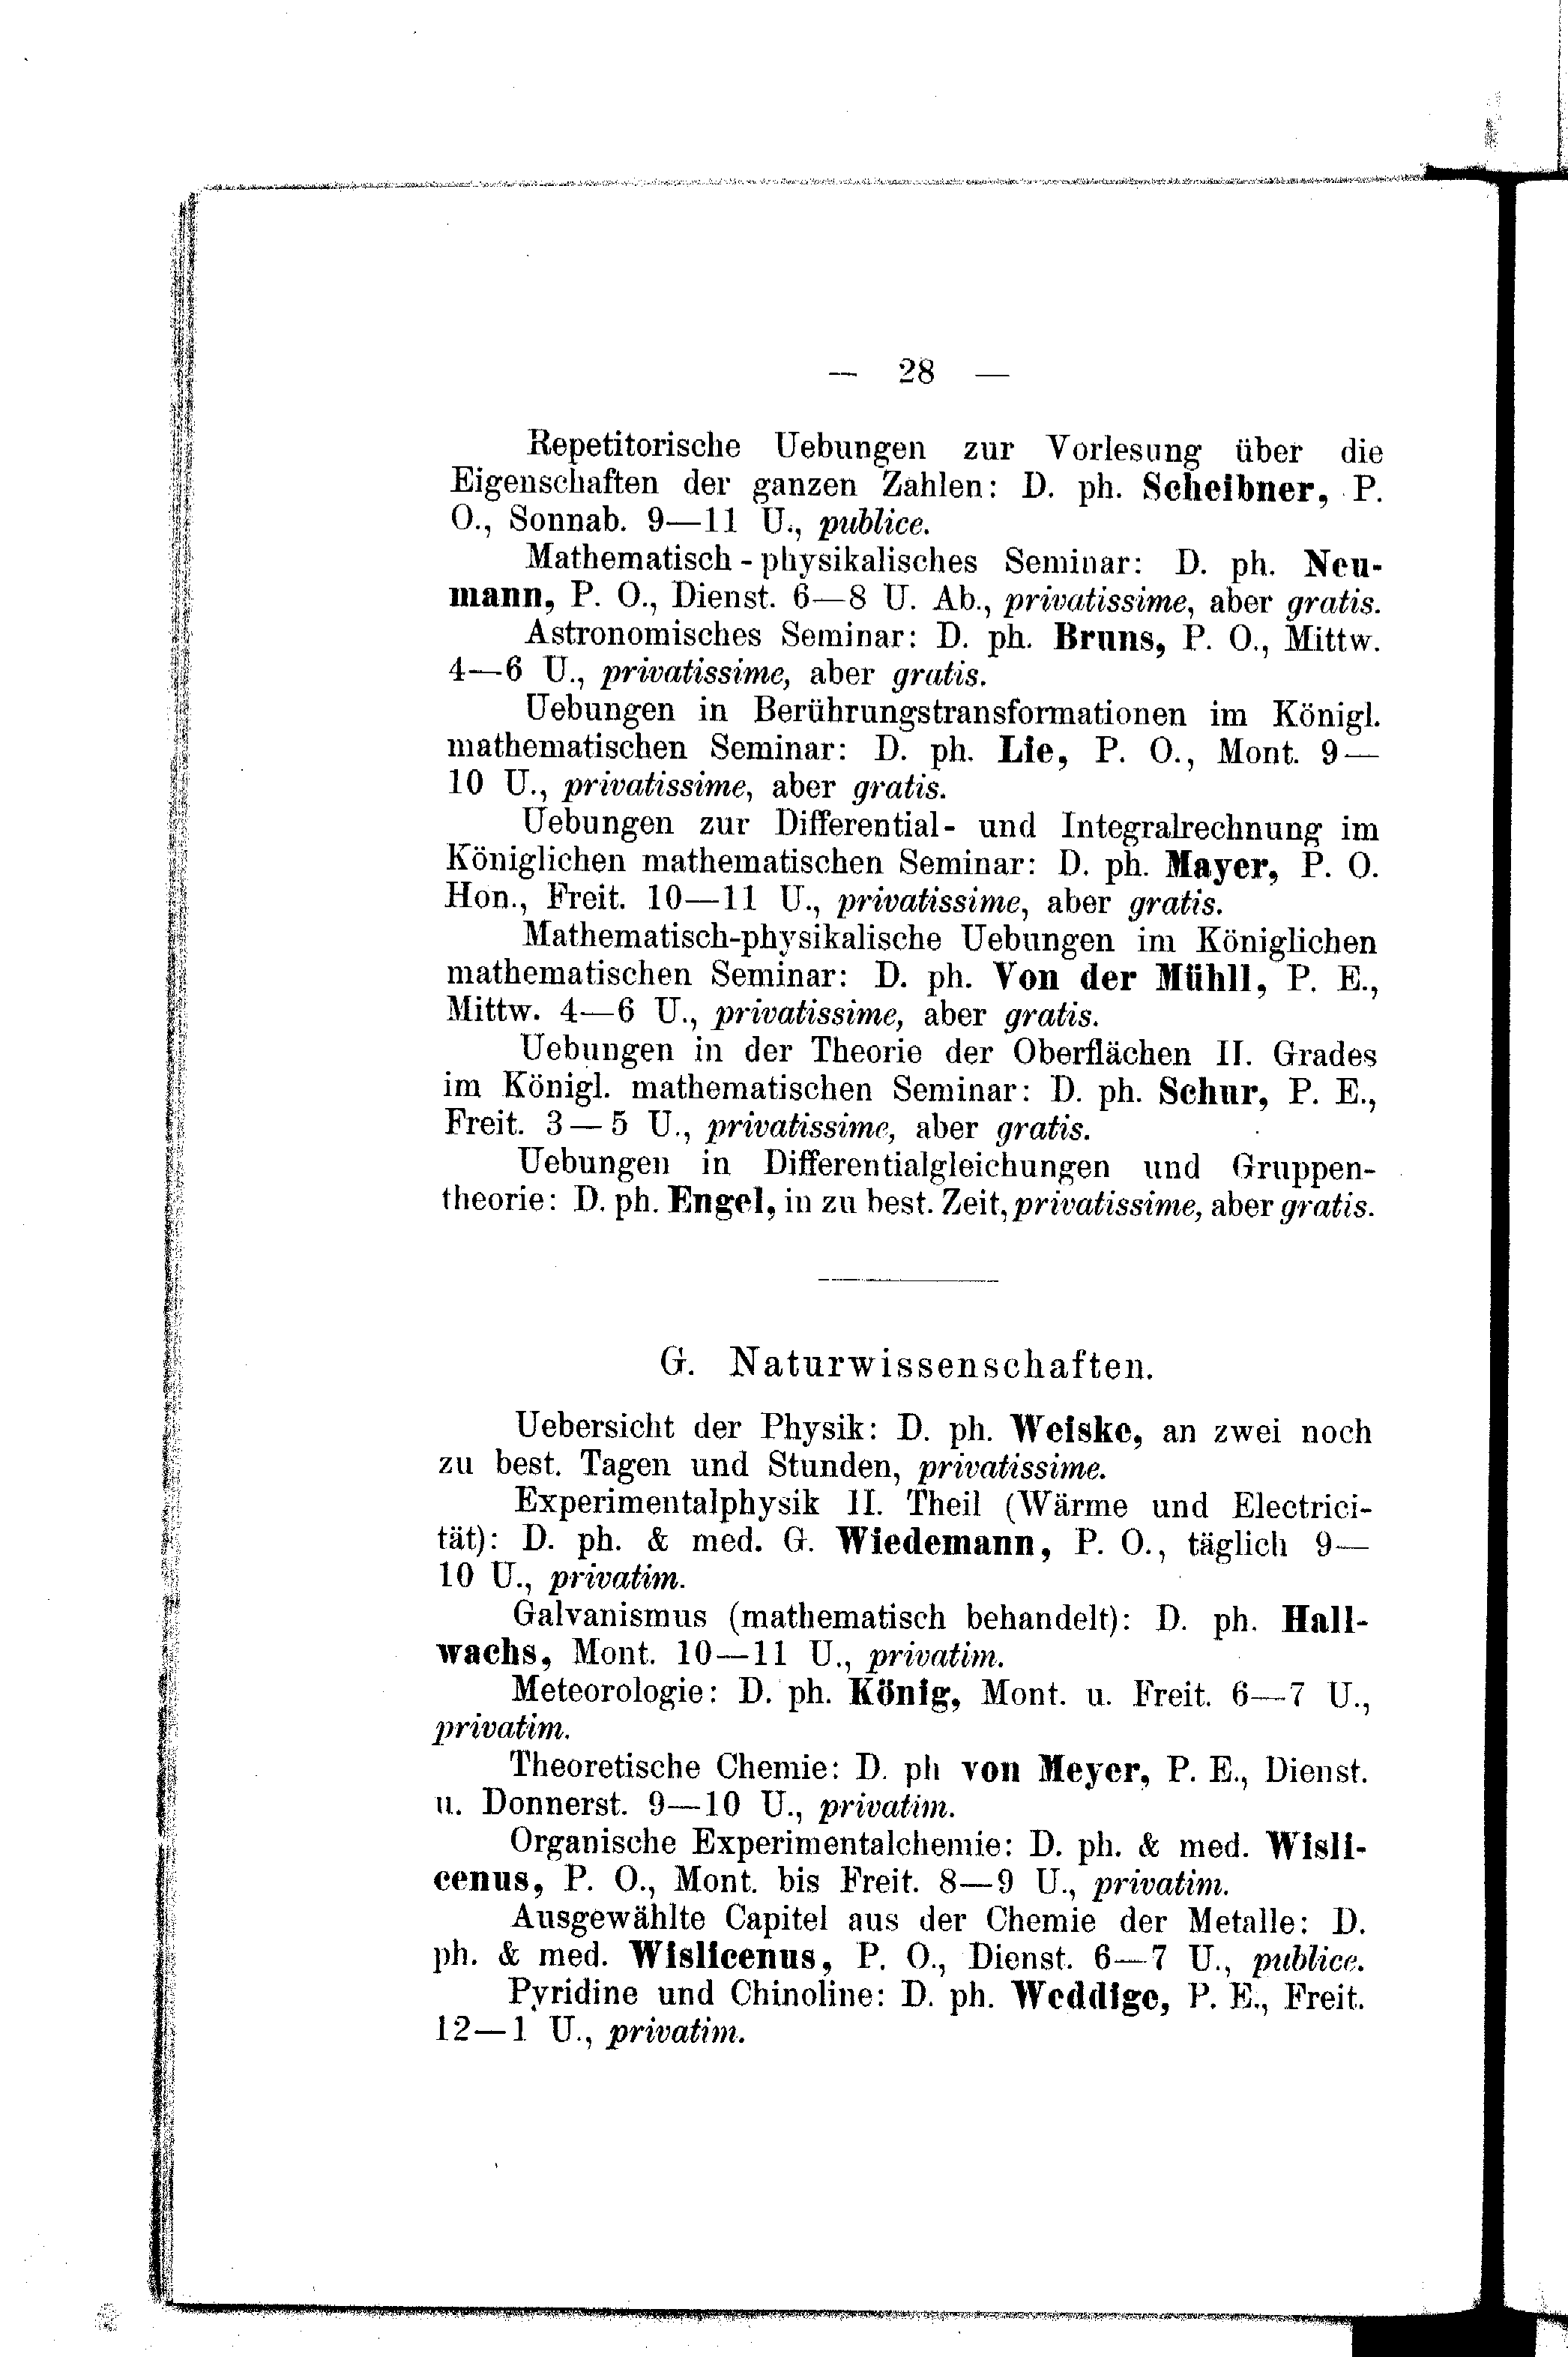 — 28 —
Repetitorische Uebungen zur Vorlesung über die
Eigenschaften der ganzen Zahlen: D. ph. Scheibner, P.
O., Sonnab. 9—11 U., publice.
Mathematisch-physikalisches Seminar: D. ph. Neu-
mann, P. O., Dienst. 6—8 U. Ab., privatissime, aber gratis.
Astronomisches Seminar: D. ph. Bruns, P. O., Mittw.
4—6 U., privatissime, aber gratis.
Uebungen in Berührungstransformationen im Königl.
mathematischen Seminar: D. ph. Lie, P. O., Mont. 9—
10 U., privatissime, aber gratis.
Uebungen zur Differential- und Integralrechnung im
Königlichen mathematischen Seminar: D. ph. Mayer, P. O.
Hon., Freit. 10—11 U., privatissime, aber gratis.
Mathematisch-physikalische Uebungen im Königlichen
mathematischen Seminar: D. ph. Von der Mühll, P. E.,
Mittw. 4—6 U., privatissime, aber gratis.
Uebungen in der Theorie der Oberflächen II. Grades
im Königl. mathematischen Seminar: D. ph. Schur, P. E.,
Freit. 3—5 U., privatissime, aber gratis.
Uebungen in Differentialgleichungen und Gruppen-
theorie: D. ph. Engel, in zu best. Zeit, privatissime, aber gratis.
G. Naturwissenschaften.
Uebersicht der Physik: D. ph. Weiske, an zwei noch
zu best. Tagen und Stunden, privatissime.
Experimentalphysik II. Theil (Wärme und Electrici-
tät): D. ph. & med. G. Wiedemann, P. O., täglich 9—
10 U., privatim.
Galvanismus (mathematisch behandelt): D. ph. Hall-
wachs, Mont. 10—11 U., privatim.
Meteorologie: D. ph. König, Mont. u. Freit. 6—7 U.,
privatim.
Theoretische Chemie: D. ph von Meyer, P. E., Dienst.
u. Donnerst. 9—10 U., privatim.
Organische Experimentalchemie: D. ph. & med. Wisli-
cenus, P. O., Mont. bis Freit. 8—9 U., privatim.
Ausgewählte Capitel aus der Chemie der Metalle: D.
ph. & med. Wislicenus, P. O., Dienst. 6—7 U., publice.
Pyridine und Chinoline: D. ph. Weddige, P. E., Freit.
12—1 U., privatim.